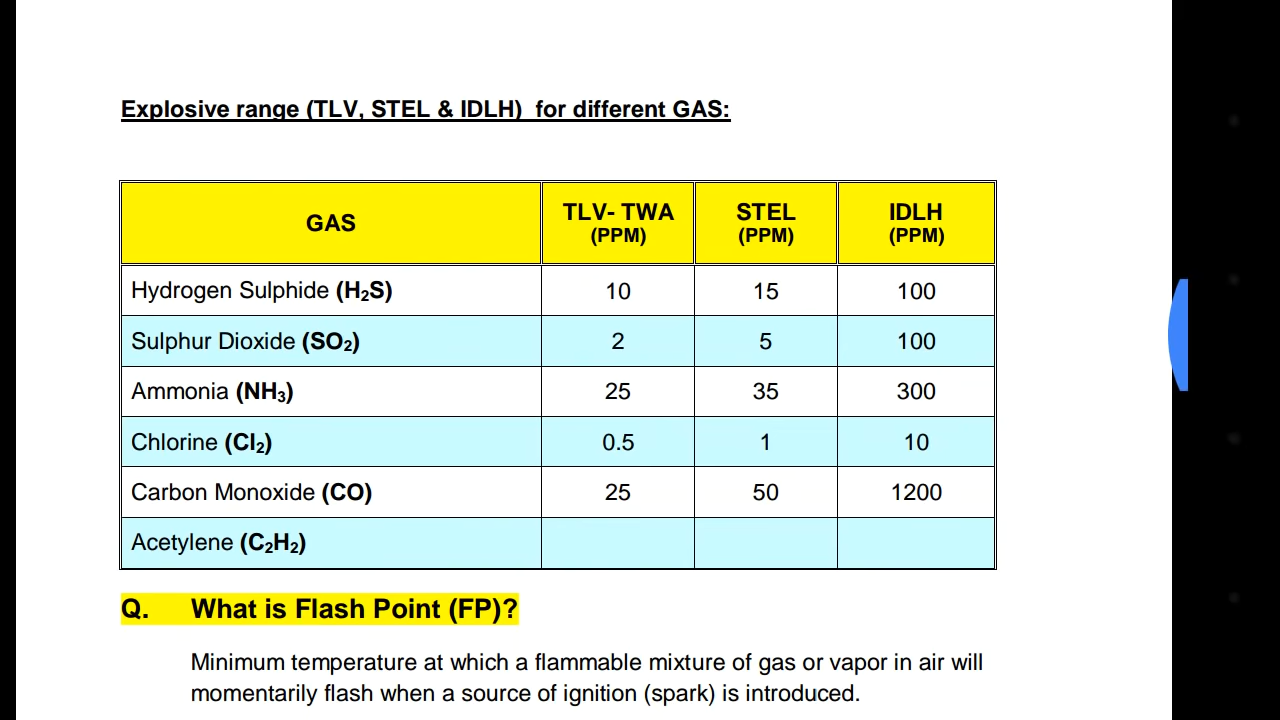 Explosive range (TLV, STEL & IDLH)  for different GAS:
GAS TLV- TWA (PPM) STEL (PPM) IDLH (PPM)
Hydrogen Sulphide (H₂S) 10 15 100
Sulphur Dioxide (SO₂) 2 5 100
Ammonia (NH₃) 25 35 300
Chlorine (Cl₂) 0.5 1 10
Carbon Monoxide (CO) 25 50 1200
Acetylene (C₂H₂)
Q. What is Flash Point (FP)?
Minimum temperature at which a flammable mixture of gas or vapor in air will
momentarily flash when a source of ignition (spark) is introduced.